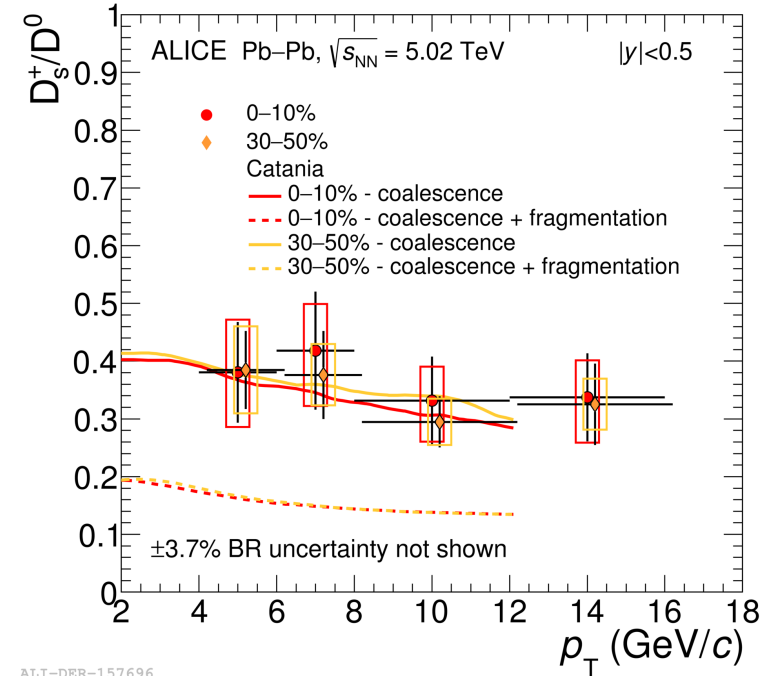 D⁺ₛ/D⁰
1
0.9
0.8
0.7
0.6
0.5
0.4
0.3
0.2
0.1
0
ALICE Pb–Pb, √sNN = 5.02 TeV
|y|<0.5
0–10%
30–50%
Catania
0–10% - coalescence
0–10% - coalescence + fragmentation
30–50% - coalescence
30–50% - coalescence + fragmentation
±3.7% BR uncertainty not shown
2 4 6 8 10 12 14 16 18
pT (GeV/c)
ALI-DER-157696